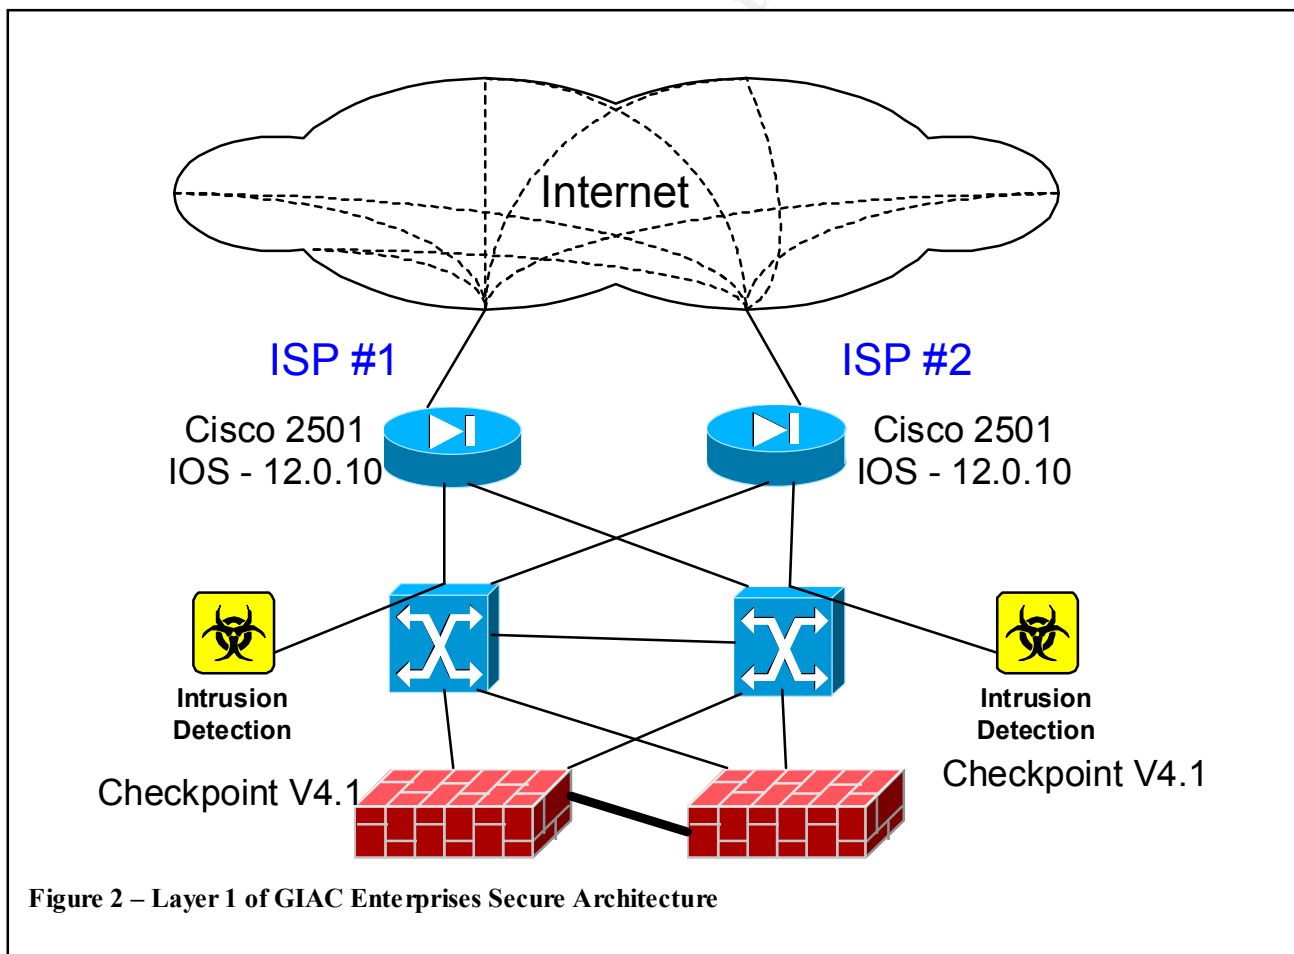 Internet
ISP #1
ISP #2
Cisco 2501
IOS - 12.0.10
Cisco 2501
IOS - 12.0.10
Intrusion
Detection
Intrusion
Detection
Checkpoint V4.1
Checkpoint V4.1
Figure 2 – Layer 1 of GIAC Enterprises Secure Architecture